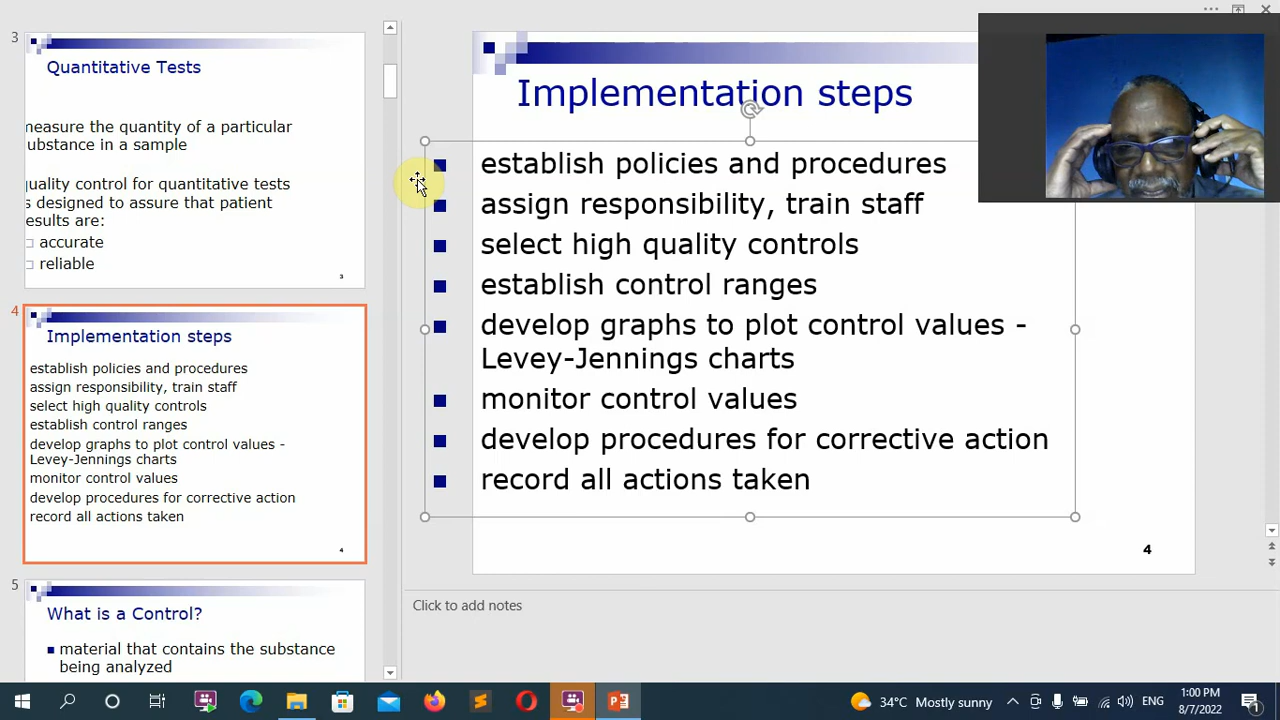 3
Quantitative Tests
measure the quantity of a particular
ubstance in a sample
uality control for quantitative tests
s designed to assure that patient
esults are:
accurate
reliable
3
4
Implementation steps
establish policies and procedures
assign responsibility, train staff
select high quality controls
establish control ranges
develop graphs to plot control values -
Levey-Jennings charts
monitor control values
develop procedures for corrective action
record all actions taken
4
5
What is a Control?
material that contains the substance
being analyzed
Implementation steps
establish policies and procedures
assign responsibility, train staff
select high quality controls
establish control ranges
develop graphs to plot control values -
Levey-Jennings charts
monitor control values
develop procedures for corrective action
record all actions taken
4
Click to add notes
34°C Mostly sunny
ENG
1:00 PM
8/7/2022
1